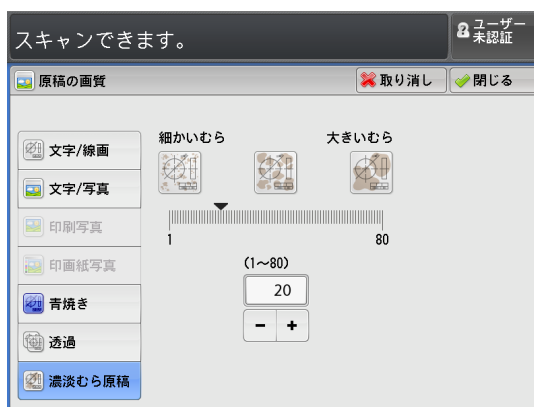 スキャンできます。
ユーザー
未認証
原稿の画質
取り消し
閉じる
文字/線画
文字/写真
印刷写真
印画紙写真
青焼き
透過
濃淡むら原稿
細かいむら
大きいむら
1
80
(1〜80)
20
- +